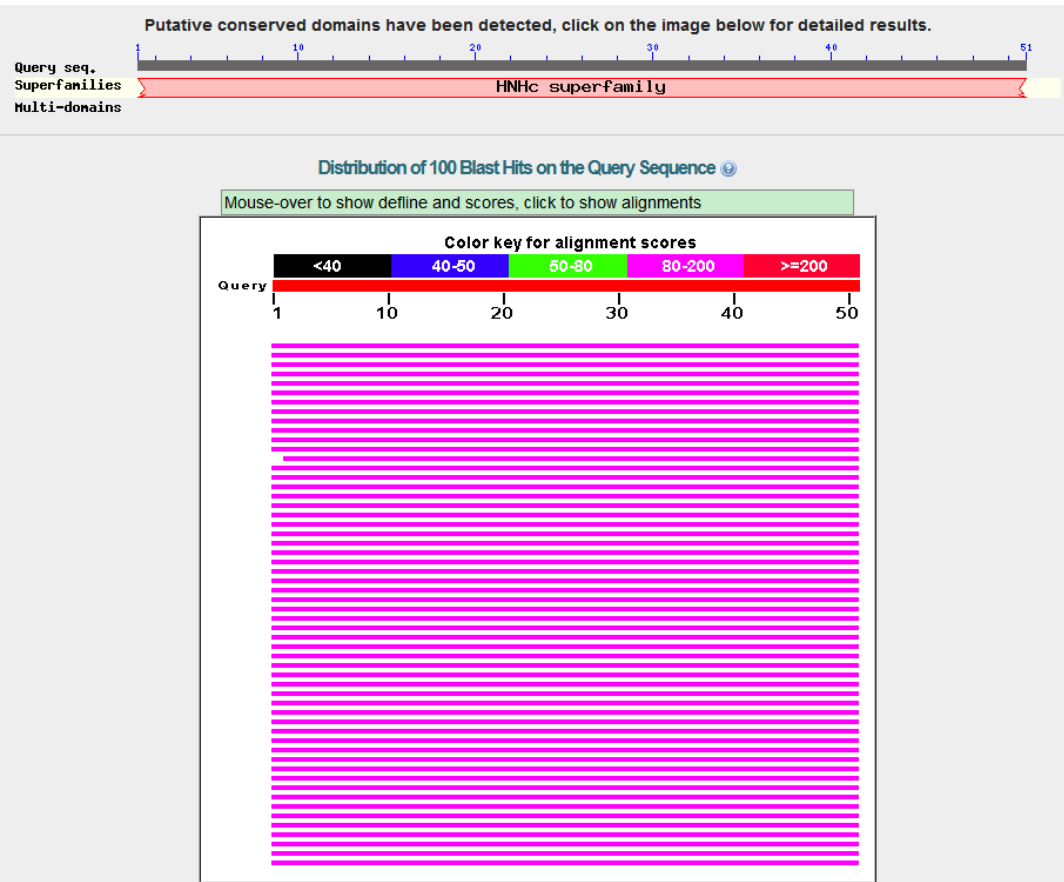 Putative conserved domains have been detected, click on the image below for detailed results.
1 10 20 30 40 51
Query seq.
Superfamilies HNHc superfamily
Multi-domains
Distribution of 100 Blast Hits on the Query Sequence ?
Mouse-over to show defline and scores, click to show alignments
Color key for alignment scores
<40 40-50 50-80 80-200 >=200
Query
1 10 20 30 40 50